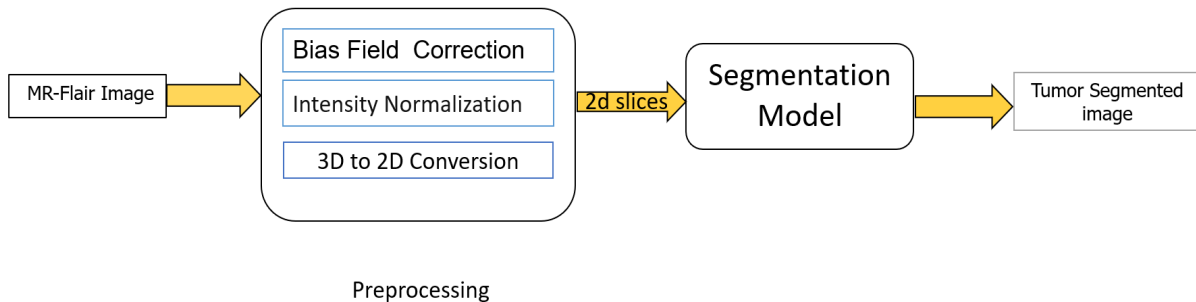 MR-Flair Image
Bias Field Correction
Intensity Normalization
3D to 2D Conversion
2d slices
Segmentation
Model
Tumor Segmented
image
Preprocessing